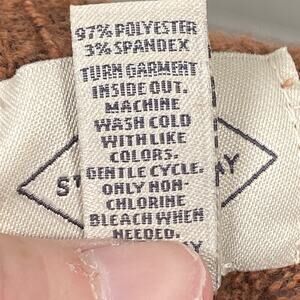 97% POLYESTER
3% SPANDEX
TURN GARMENT
INSIDE OUT.
MACHINE
WASH COLD
WITH LIKE
COLORS.
GENTLE CYCLE.
ONLY NON-
CHLORINE
BLEACH WHEN
NEEDED.